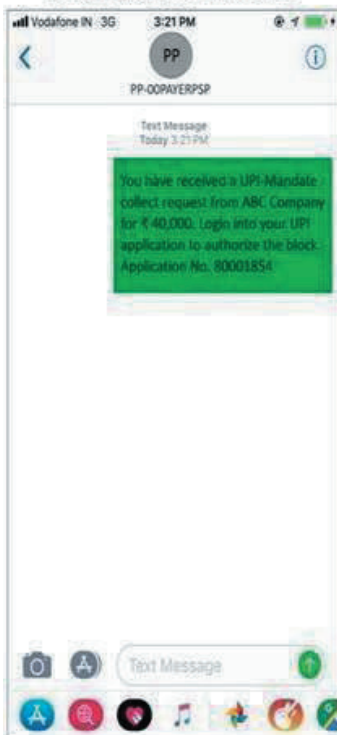 Vodafone IN 3G 3:21 PM
PP
PP-00PAYERPSP
Text Message
Today 3:21 PM
You have received a UPI-Mandate
collect request from ABC Company
for ₹ 40,000. Login into your UPI
application to authorize the block.
Application No. 80001854
Text Message